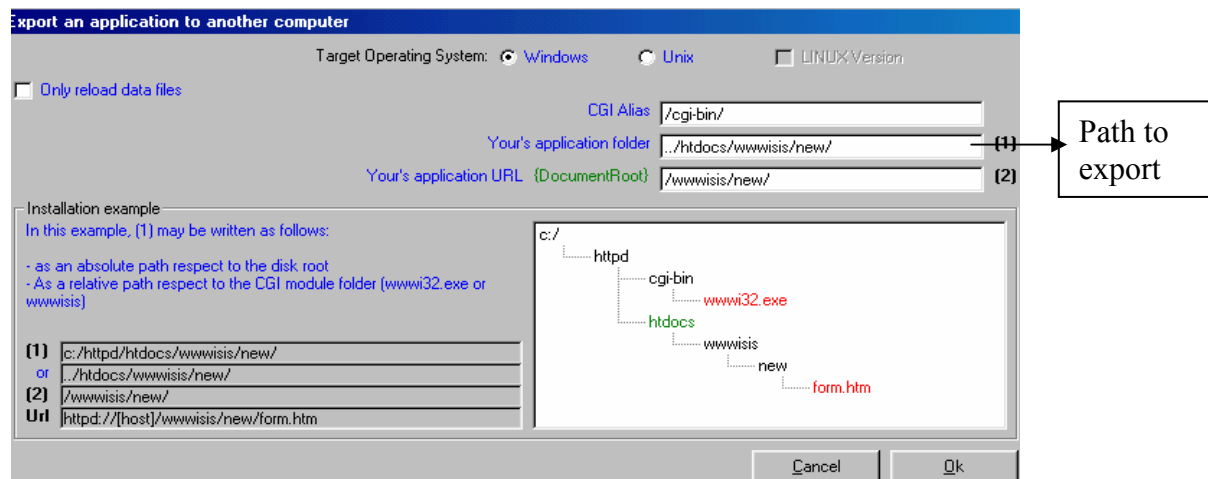 Export an application to another computer
Target Operating System: Windows Unix LINUX Version
Only reload data files
CGI Alias /cgi-bin/
Your's application folder ../htdocs/wwwisis/new/ (1)
Path to
export
Your's application URL {DocumentRoot} /wwwisis/new/ (2)
Installation example
In this example, (1) may be written as follows:
- as an absolute path respect to the disk root
- As a relative path respect to the CGI module folder (wwwi32.exe or
wwwisis)
(1) c:/httpd/htdocs/wwwisis/new/
or ../htdocs/wwwisis/new/
(2) /wwwisis/new/
Url httpd://[host]/wwwisis/new/form.htm
c:/
httpd
cgi-bin
wwwi32.exe
htdocs
wwwisis
new
form.htm
Cancel Ok